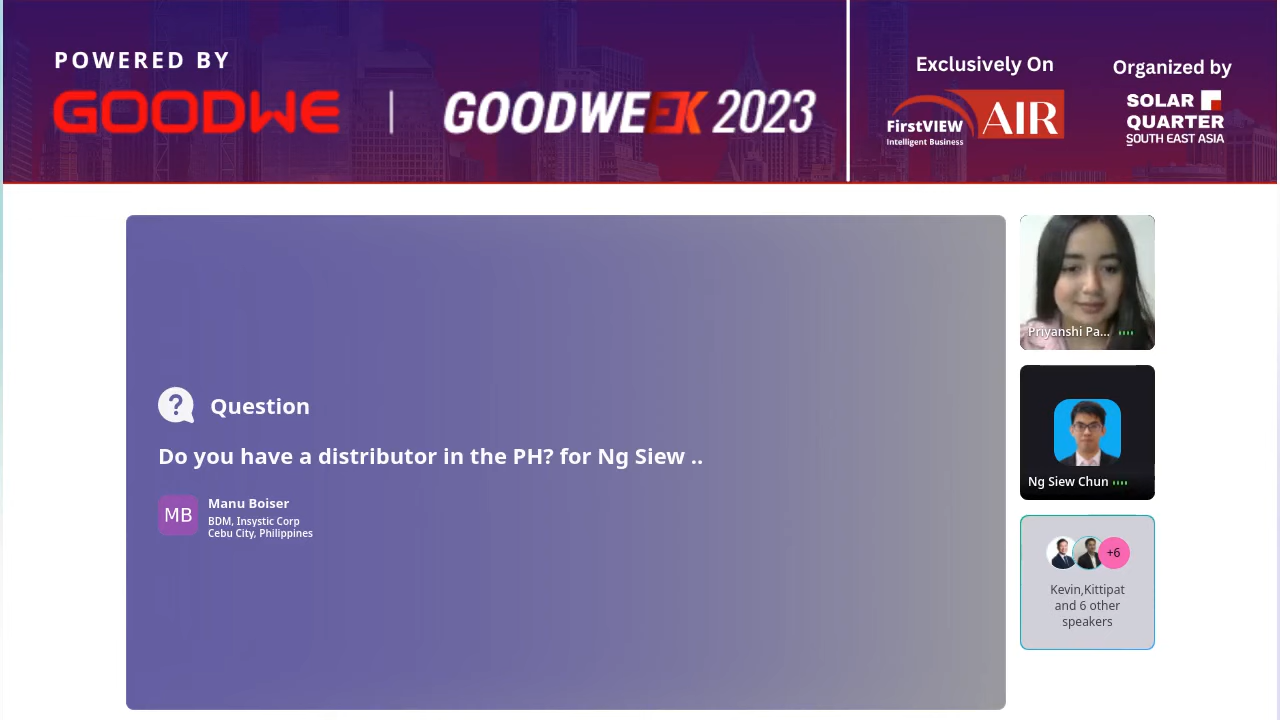 POWERED BY
GOODWE
GOODWEEK 2023
Exclusively On
FirstVIEW
Intelligent Business
AIR
Organized by
SOLAR
QUARTER
SOUTH EAST ASIA
Question
Do you have a distributor in the PH? for Ng Siew ..
MB
Manu Boiser
BDM, Insystic Corp
Cebu City, Philippines
Priyanshi Pa...
Ng Siew Chun
+6
Kevin,Kittipat
and 6 other
speakers